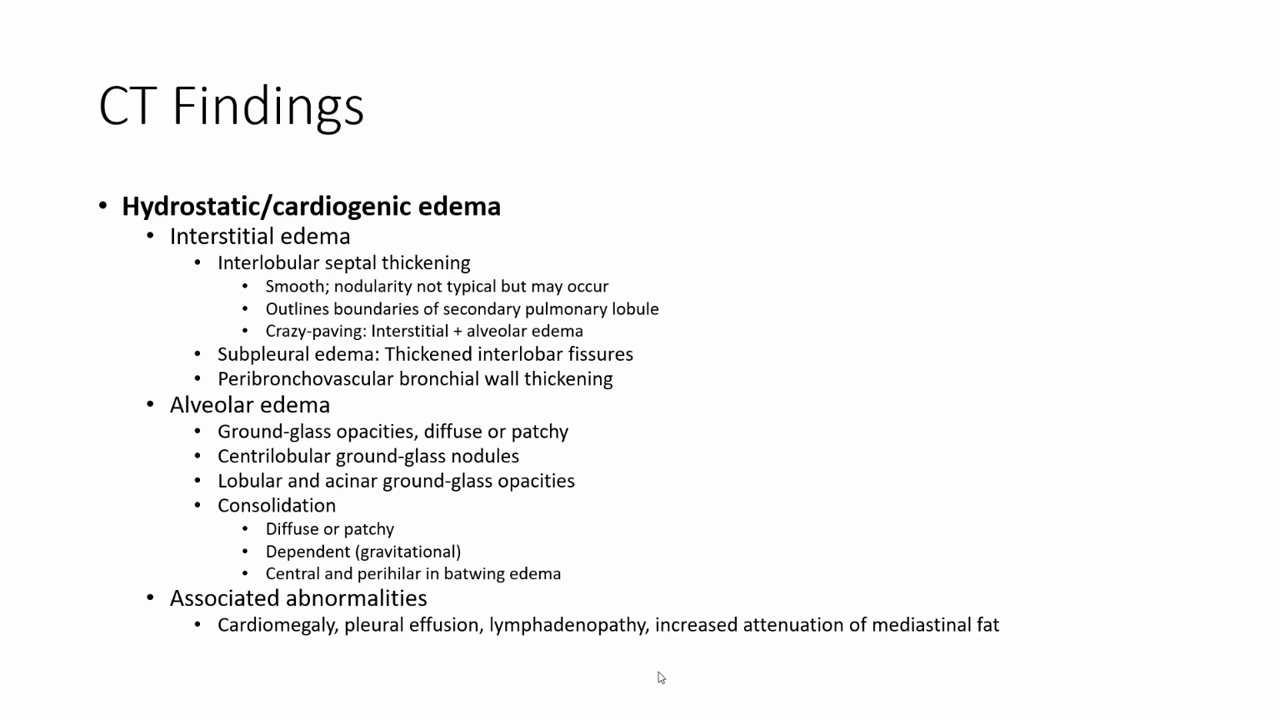 CT Findings
• Hydrostatic/cardiogenic edema
• Interstitial edema
• Interlobular septal thickening
• Smooth; nodularity not typical but may occur
• Outlines boundaries of secondary pulmonary lobule
• Crazy-paving: Interstitial + alveolar edema
• Subpleural edema: Thickened interlobar fissures
• Peribronchovascular bronchial wall thickening
• Alveolar edema
• Ground-glass opacities, diffuse or patchy
• Centrilobular ground-glass nodules
• Lobular and acinar ground-glass opacities
• Consolidation
• Diffuse or patchy
• Dependent (gravitational)
• Central and perihilar in batwing edema
• Associated abnormalities
• Cardiomegaly, pleural effusion, lymphadenopathy, increased attenuation of mediastinal fat